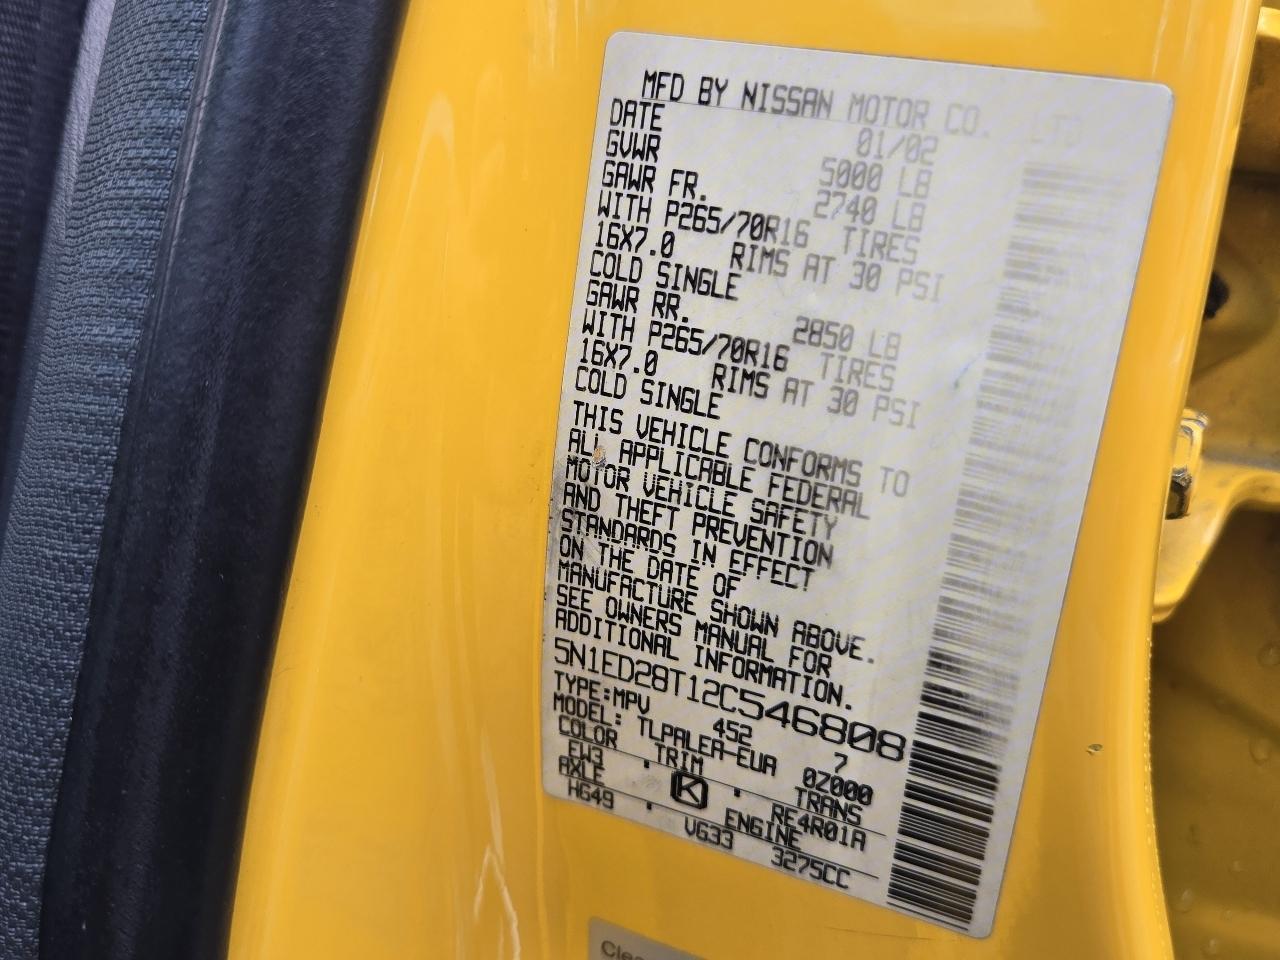 MFD BY NISSAN MOTOR CO. LTD
DATE 01/02
GVWR 5000 LB
GAWR FR. 2740 LB
WITH P265/70R16 TIRES
16X7.0 RIMS AT 30 PSI
COLD SINGLE
GAWR RR. 2850 LB
WITH P265/70R16 TIRES
16X7.0 RIMS AT 30 PSI
COLD SINGLE
THIS VEHICLE CONFORMS TO
ALL APPLICABLE FEDERAL
MOTOR VEHICLE SAFETY
AND THEFT PREVENTION
STANDARDS IN EFFECT
ON THE DATE OF
MANUFACTURE SHOWN ABOVE.
SEE OWNERS MANUAL FOR
ADDITIONAL INFORMATION.
5N1ED28T12C546808
TYPE:MPV 452 7
MODEL: TLPALEA-EUA 0Z000
COLOR TRIM TRANS
EW3 K RE4R01A
AXLE ENGINE
HG49 VG33 3275CC
Clea